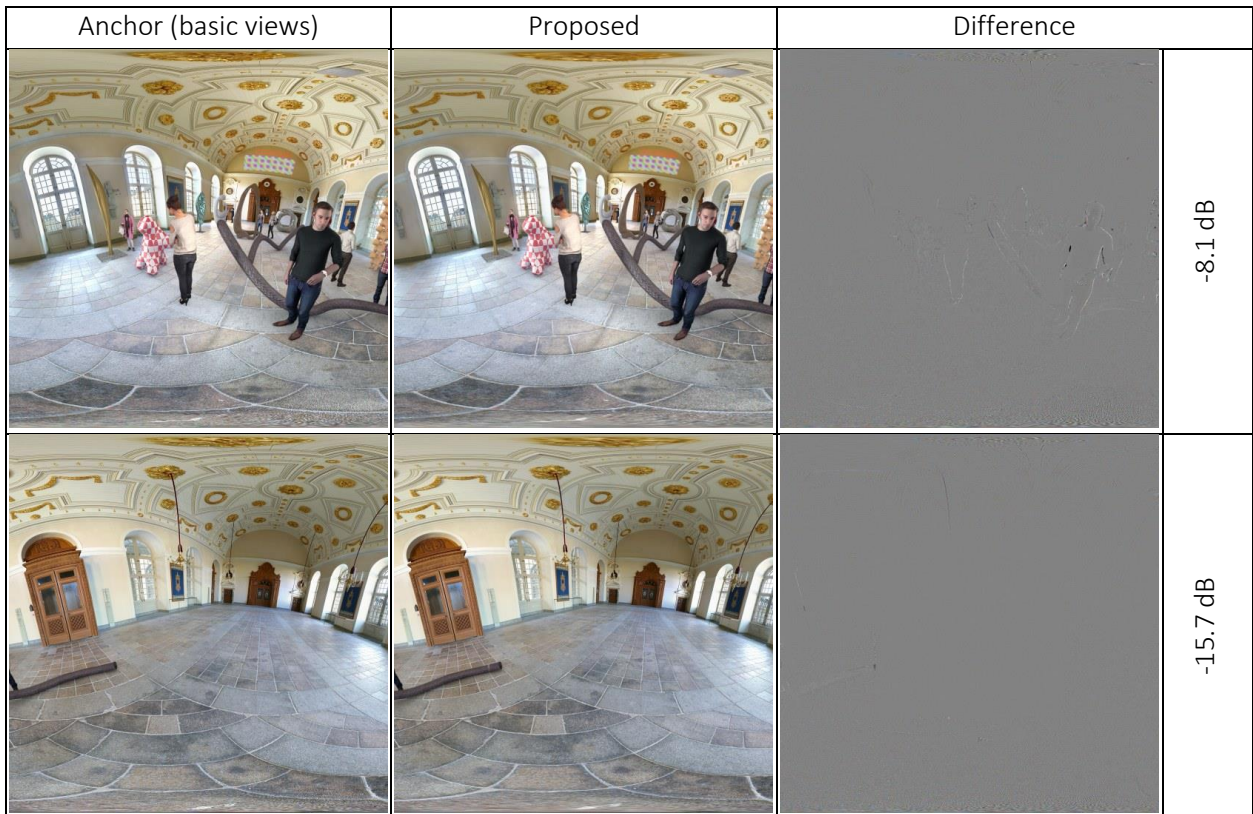 Anchor (basic views)
Proposed
Difference
-8.1 dB
-15.7 dB